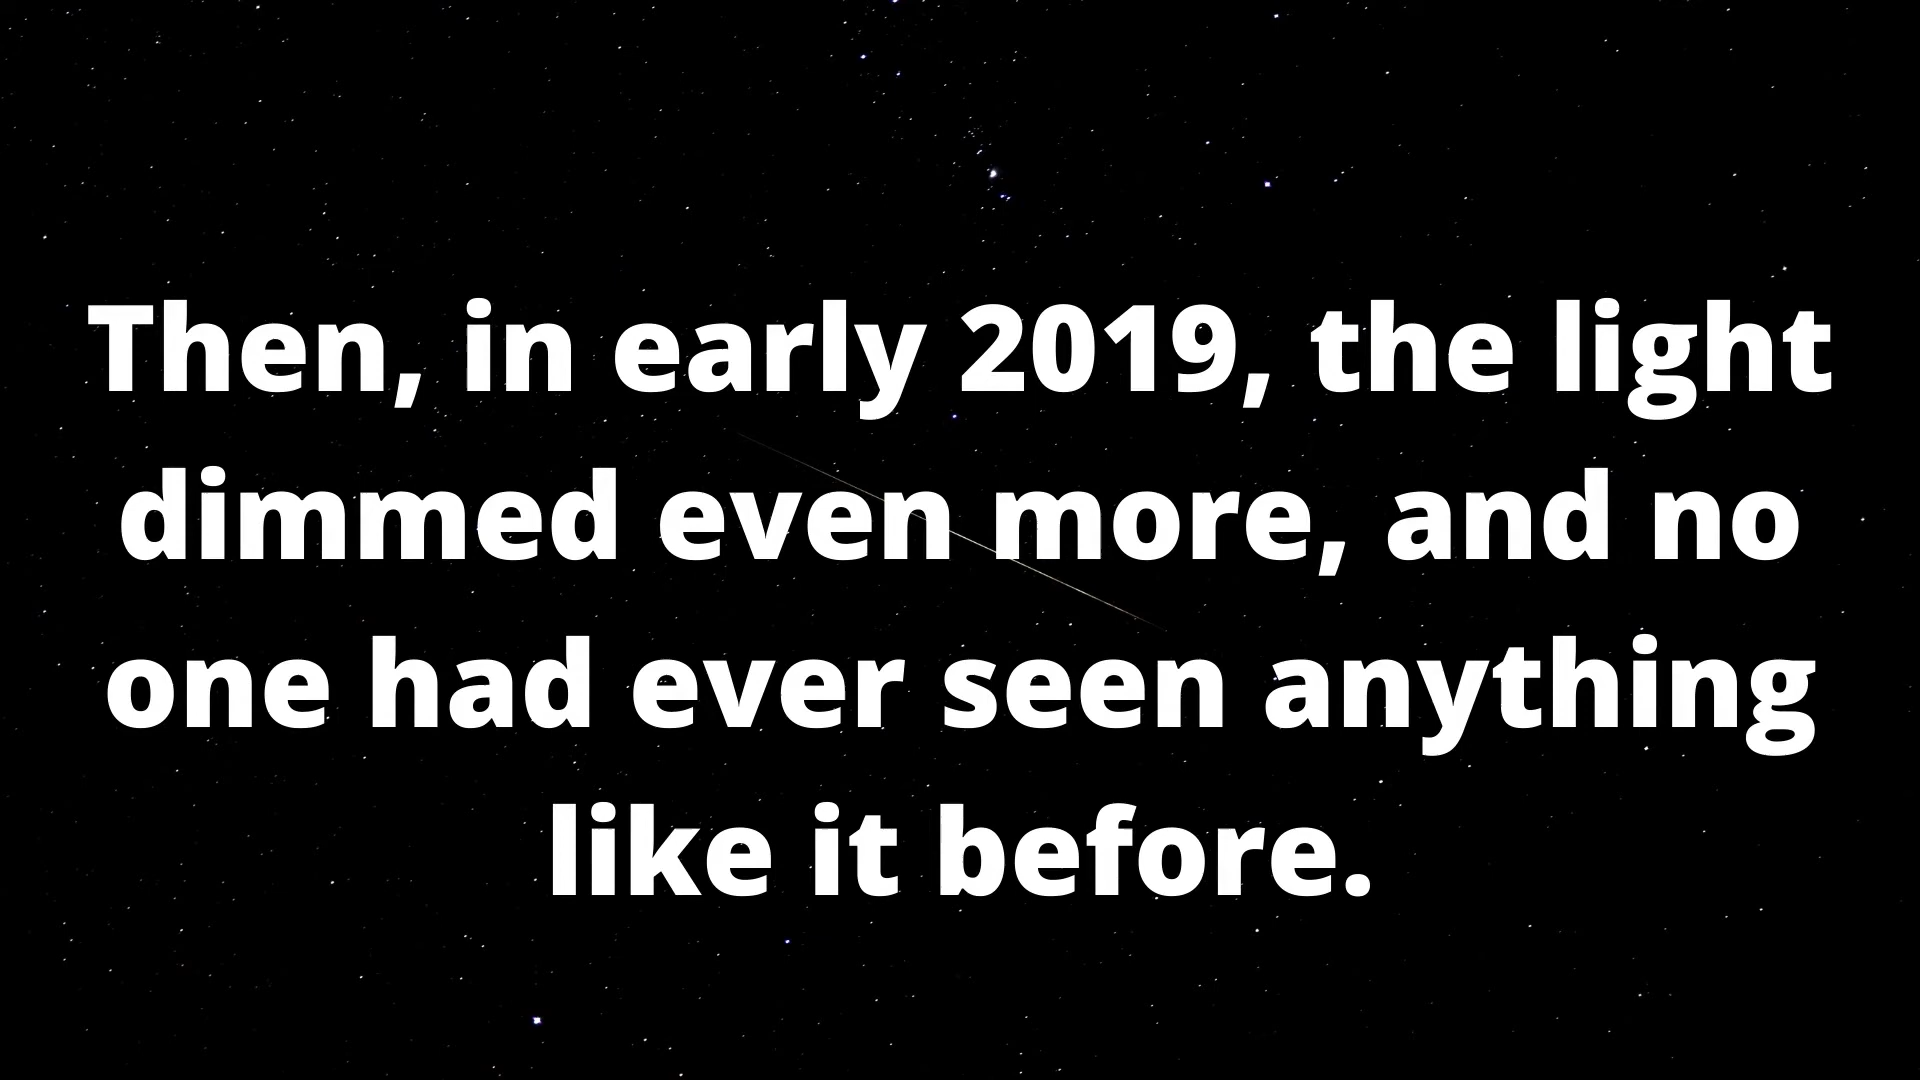 Then, in early 2019, the light
dimmed even more, and no
one had ever seen anything
like it before.